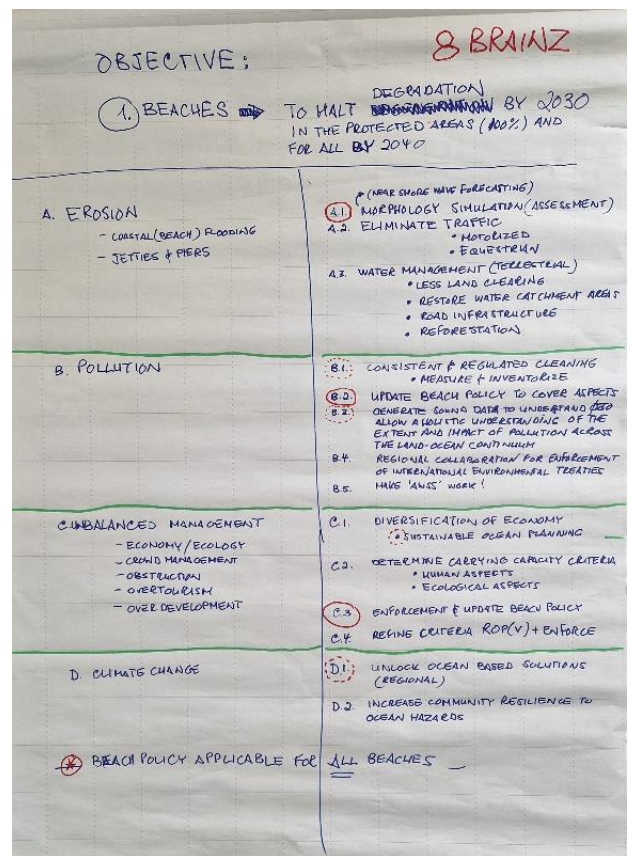 8 BRAINZ
OBJECTIVE:
1. BEACHES ⇒ TO HALT DEGRADATION BY 2030
IN THE PROTECTED AREAS (100%) AND
FOR ALL BY 2040
A. EROSION
- COASTAL (BEACH) FLOODING
- JETTIES & PIERS
* (NEAR SHORE WAVE FORECASTING)
A.1. MORPHOLOGY SIMULATION (ASSESSMENT)
A.2. ELIMINATE TRAFFIC
• MOTORIZED
• EQUESTRIAN
A.3. WATER MANAGEMENT (TERRESTRIAL)
• LESS LAND CLEARING
• RESTORE WATER CATCHMENT AREAS
• ROAD INFRASTRUCTURE
• REFORESTATION
B. POLLUTION
B.1. CONSISTENT & REGULATED CLEANING
• MEASURE & INVENTORIZE
B.2. UPDATE BEACH POLICY TO COVER ASPECTS
B.3. GENERATE SOUND DATA TO UNDERSTAND
ALLOW A HOLISTIC UNDERSTANDING OF THE
EXTENT AND IMPACT OF POLLUTION ACROSS
THE LAND-OCEAN CONTINUUM
B.4. REGIONAL COLLABORATION FOR ENFORCEMENT
OF INTERNATIONAL ENVIRONMENTAL TREATIES
B.5. MAKE 'AWSS' WORK!
C. UNBALANCED MANAGEMENT
- ECONOMY/ECOLOGY
- CROWD MANAGEMENT
- OBSTRUCTION
- OVERTOURISM
- OVER DEVELOPMENT
C.1. DIVERSIFICATION OF ECONOMY
• SUSTAINABLE OCEAN PLANNING
C.2. DETERMINE CARRYING CAPACITY CRITERIA
• HUMAN ASPECTS
• ECOLOGICAL ASPECTS
C.3 ENFORCEMENT & UPDATE BEACH POLICY
C.4. REFINE CRITERIA ROP(V) + ENFORCE
D. CLIMATE CHANGE
D.1. UNLOCK OCEAN BASED SOLUTIONS
(REGIONAL)
D.2. INCREASE COMMUNITY RESILIENCE TO
OCEAN HAZARDS
* BEACH POLICY APPLICABLE FOR ALL BEACHES